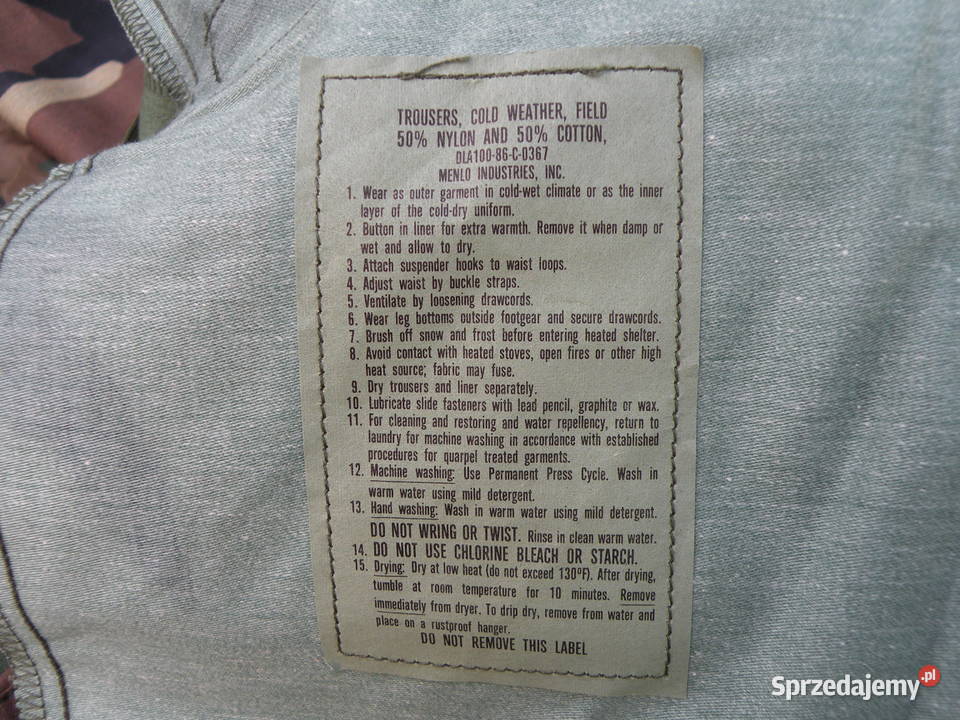 TROUSERS, COLD WEATHER, FIELD
50% NYLON AND 50% COTTON,
DLA100-86-C-0367
MENLO INDUSTRIES, INC.
1. Wear as outer garment in cold-wet climate or as the inner
layer of the cold-dry uniform.
2. Button in liner for extra warmth. Remove it when damp or
wet and allow to dry.
3. Attach suspender hooks to waist loops.
4. Adjust waist by buckle straps.
5. Ventilate by loosening drawcords.
6. Wear leg bottoms outside footgear and secure drawcords.
7. Brush off snow and frost before entering heated shelter.
8. Avoid contact with heated stoves, open fires or other high
heat source; fabric may fuse.
9. Dry trousers and liner separately.
10. Lubricate slide fasteners with lead pencil, graphite or wax.
11. For cleaning and restoring and water repellency, return to
laundry for machine washing in accordance with established
procedures for quarpel treated garments.
12. Machine washing: Use Permanent Press Cycle. Wash in
warm water using mild detergent.
13. Hand washing: Wash in warm water using mild detergent.
DO NOT WRING OR TWIST. Rinse in clean warm water.
14. DO NOT USE CHLORINE BLEACH OR STARCH.
15. Drying: Dry at low heat (do not exceed 130ºF). After drying,
tumble at room temperature for 10 minutes. Remove
immediately from dryer. To drip dry, remove from water and
place on a rustproof hanger.
DO NOT REMOVE THIS LABEL
Sprzedajemy.pl